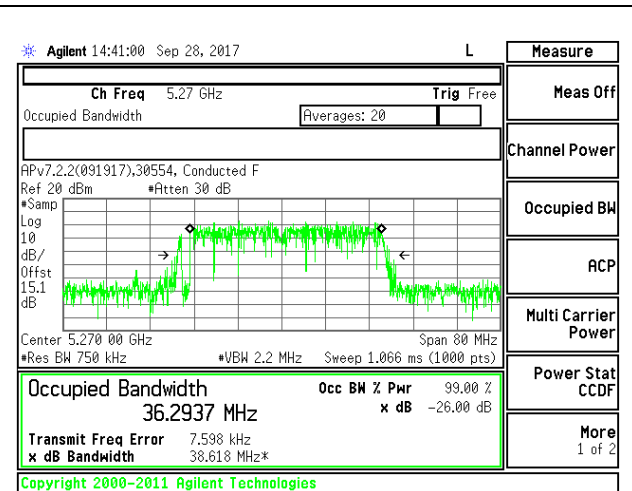 Agilent 14:41:00 Sep 28, 2017 L
Measure
Ch Freq 5.27 GHz Trig Free
Meas Off
Occupied Bandwidth Averages: 20
Channel Power
APv7.2.2(091917),30554, Conducted F
Ref 20 dBm #Atten 30 dB
#Samp
Log
10
dB/
Offst
15.1
dB
Occupied BW
ACP
Center 5.270 00 GHz Span 80 MHz
#Res BW 750 kHz #VBW 2.2 MHz Sweep 1.066 ms (1000 pts)
Multi Carrier
Power
Occupied Bandwidth Occ BW % Pwr 99.00 %
36.2937 MHz x dB -26.00 dB
Power Stat
CCDF
Transmit Freq Error 7.598 kHz
x dB Bandwidth 38.618 MHz*
More
1 of 2
Copyright 2000-2011 Agilent Technologies